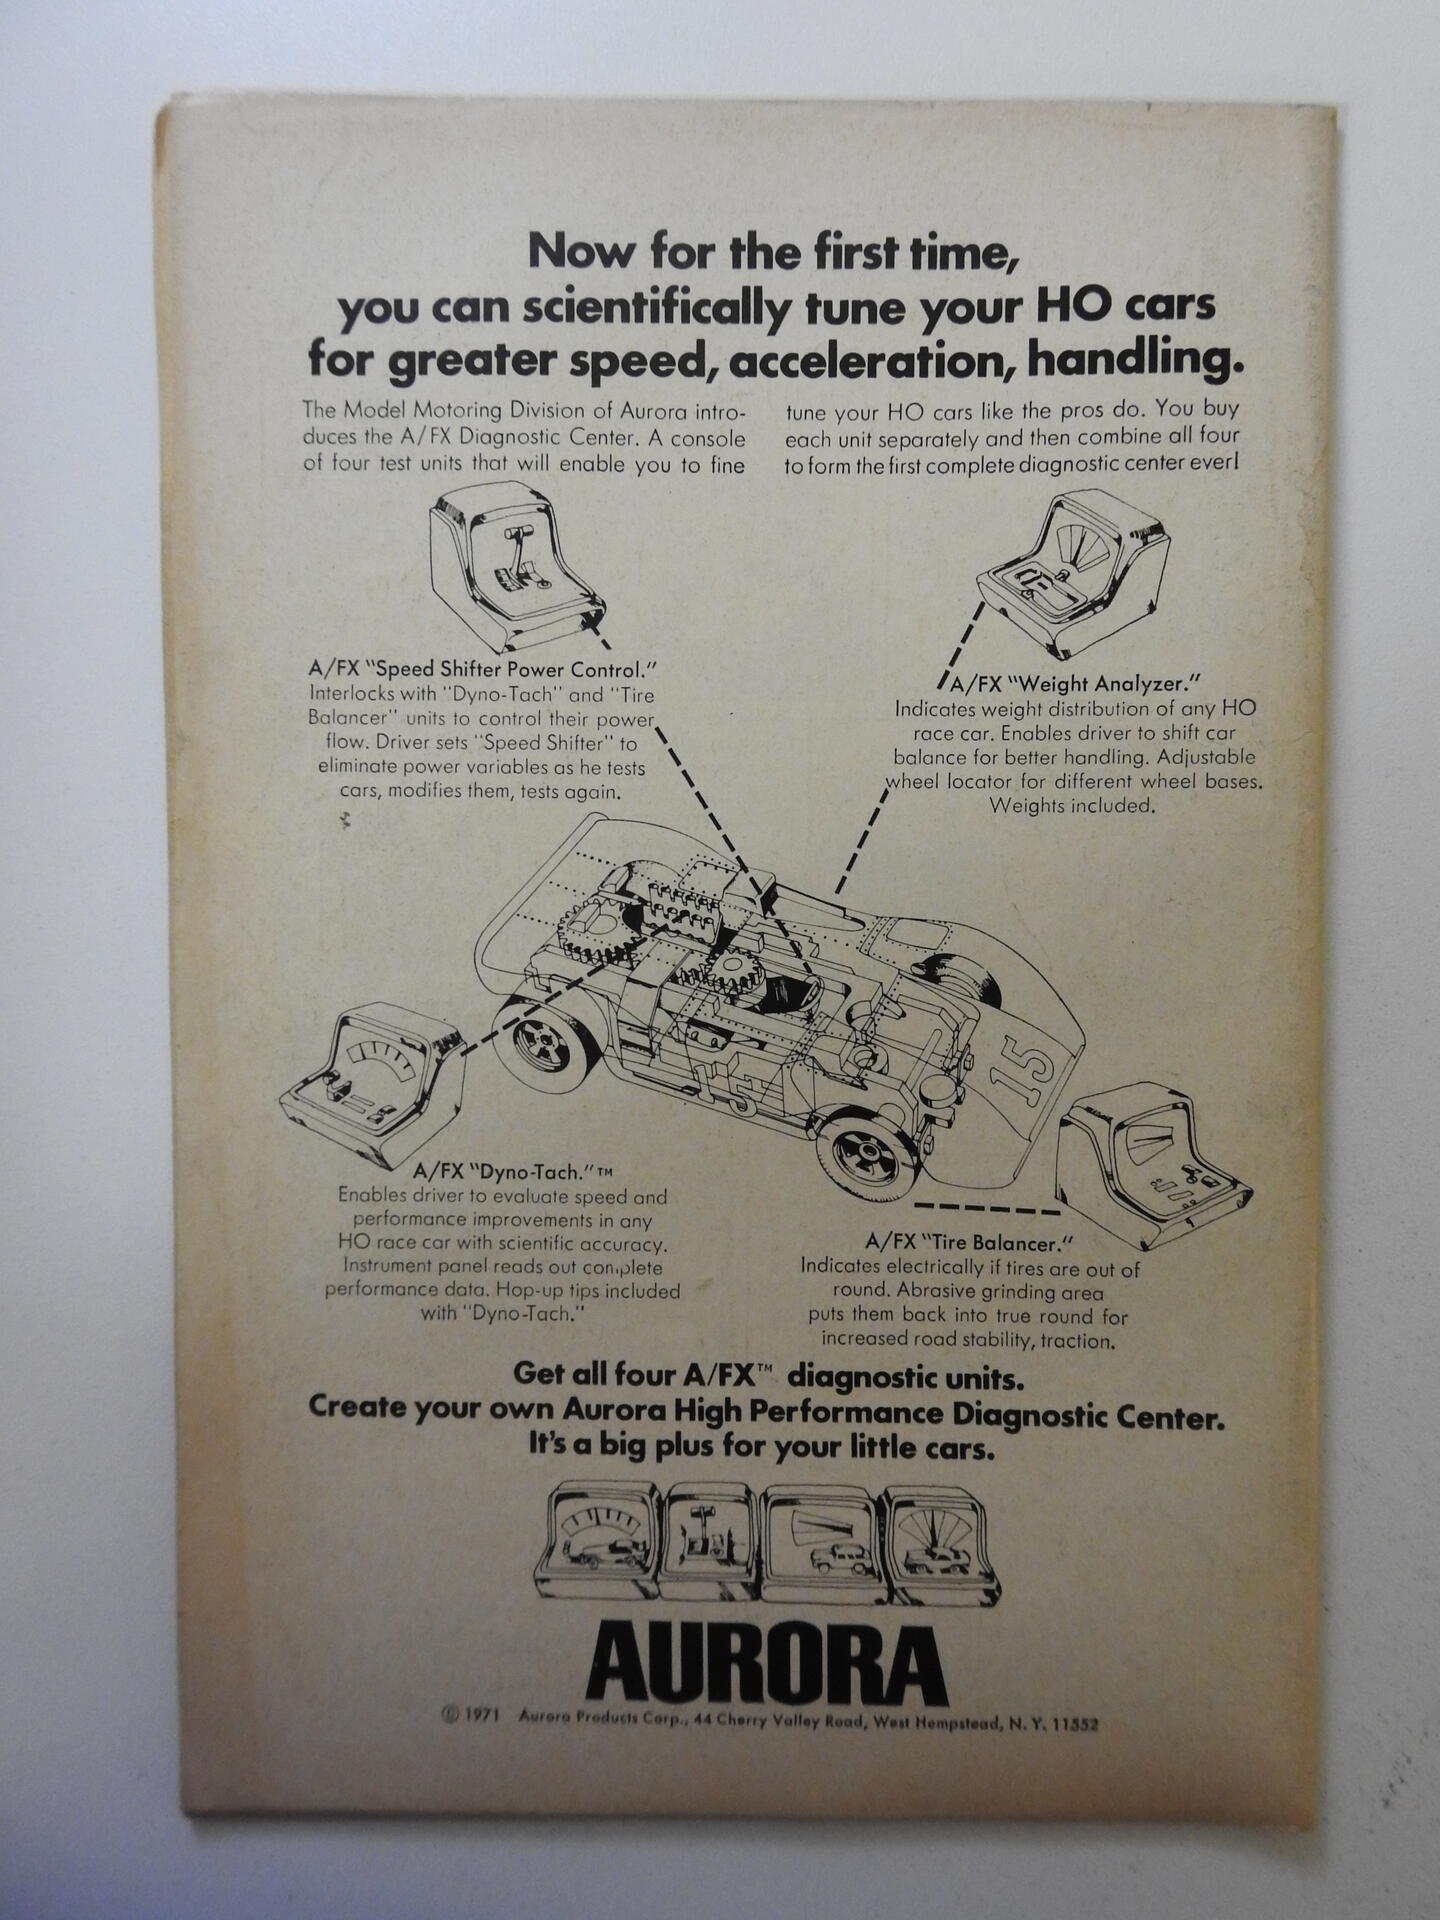 Now for the first time,
you can scientifically tune your HO cars
for greater speed, acceleration, handling.
The Model Motoring Division of Aurora intro-
duces the A/FX Diagnostic Center. A console
of four test units that will enable you to fine
tune your HO cars like the pros do. You buy
each unit separately and then combine all four
to form the first complete diagnostic center ever!
A/FX "Speed Shifter Power Control."
Interlocks with "Dyno-Tach" and "Tire
Balancer" units to control their power
flow. Driver sets "Speed Shifter" to
eliminate power variables as he tests
cars, modifies them, tests again.
A/FX "Weight Analyzer."
Indicates weight distribution of any HO
race car. Enables driver to shift car
balance for better handling. Adjustable
wheel locator for different wheel bases.
Weights included.
15
15
A/FX "Dyno-Tach."™
Enables driver to evaluate speed and
performance improvements in any
HO race car with scientific accuracy.
Instrument panel reads out complete
performance data. Hop-up tips included
with "Dyno-Tach."
A/FX "Tire Balancer."
Indicates electrically if tires are out of
round. Abrasive grinding area
puts them back into true round for
increased road stability, traction.
Get all four A/FX™ diagnostic units.
Create your own Aurora High Performance Diagnostic Center.
It's a big plus for your little cars.
AURORA
© 1971 Aurora Products Corp., 44 Cherry Valley Road, West Hempstead, N. Y. 11552